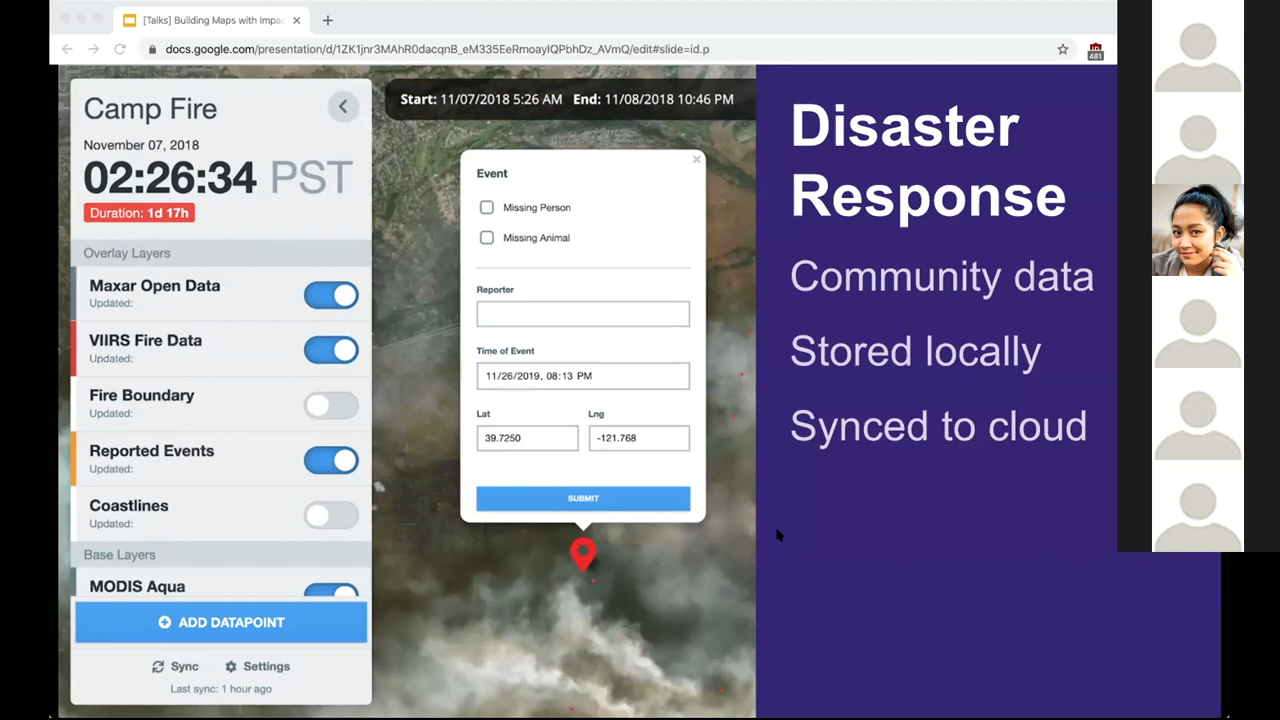 [Talks] Building Maps with Impac
docs.google.com/presentation/d/1ZK1jnr3MAhR0dacqnB_eM335EeRmoayIQPbhDz_AVmQ/edit#slide=id.p
481
Camp Fire
November 07, 2018
02:26:34 PST
Duration: 1d 17h
Overlay Layers
Maxar Open Data
Updated:
VIIRS Fire Data
Updated:
Fire Boundary
Updated:
Reported Events
Updated:
Coastlines
Updated:
Base Layers
MODIS Aqua
ADD DATAPOINT
Sync Settings
Last sync: 1 hour ago
Start: 11/07/2018 5:26 AM End: 11/08/2018 10:46 PM
Event
Missing Person
Missing Animal
Reporter
Time of Event
11/26/2019, 08:13 PM
Lat Lng
39.7250 -121.768
SUBMIT
Disaster
Response
Community data
Stored locally
Synced to cloud